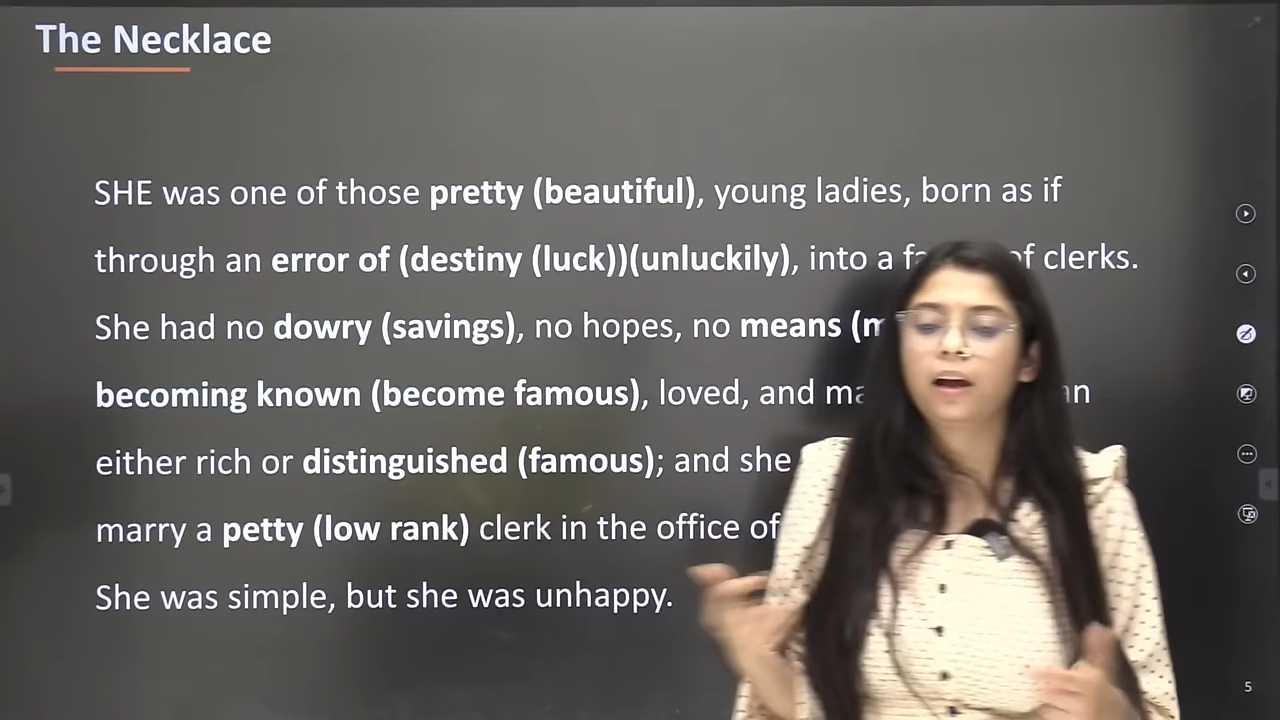 The Necklace
SHE was one of those pretty (beautiful), young ladies, born as if
through an error of (destiny (luck))(unluckily), into a of clerks.
She had no dowry (savings), no hopes, no means
becoming known (become famous), loved, and
either rich or distinguished (famous); and she
marry a petty (low rank) clerk in the office of
She was simple, but she was unhappy.
5